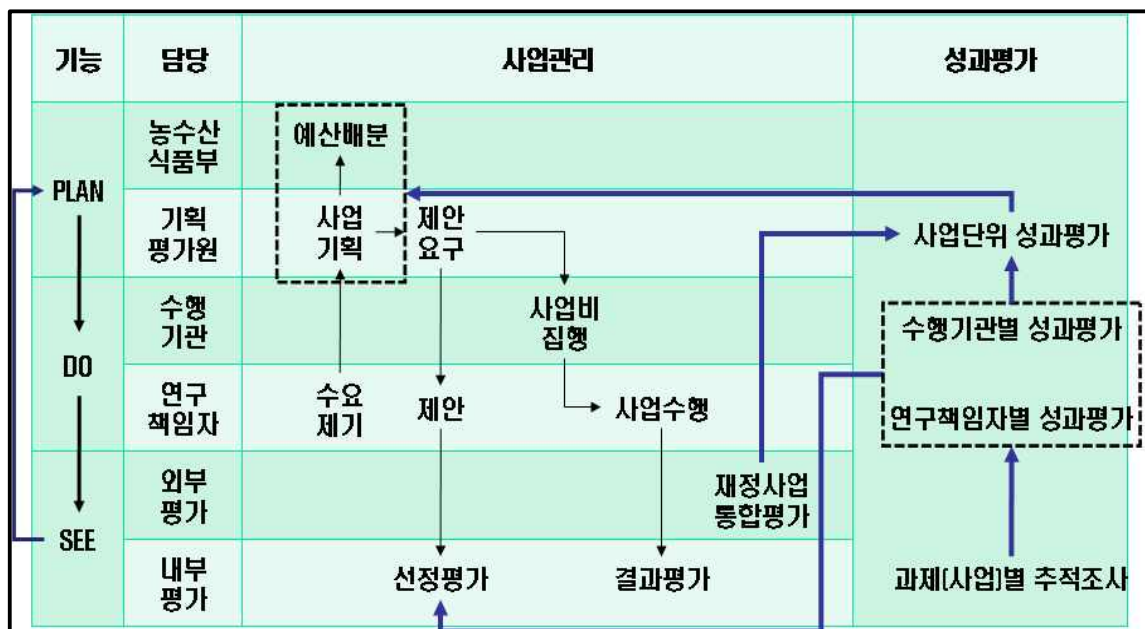 기능
담당
사업관리
성과평가
농수산
식품부
예산배분
PLAN
기획
평가원
사업
기획
제안
요구
사업단위 성과평가
수행
기관
사업비
집행
수행기관별 성과평가
DO
연구
책임자
수요
제기
제안
사업수행
연구책임자별 성과평가
외부
평가
재정사업
통합평가
SEE
내부
평가
선정평가
결과평가
과제(사업)별 추적조사